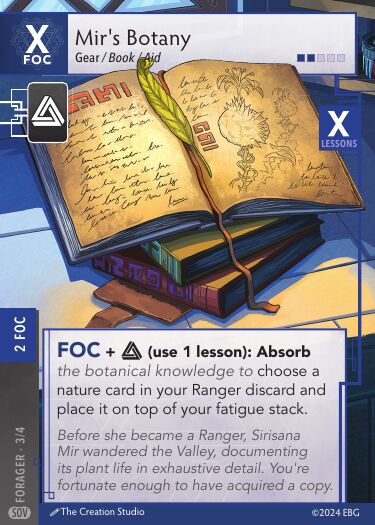 X
FOC
Mir's Botany
Gear / Book / Aid
X
LESSONS
2 FOC
FOC + (use 1 lesson): Absorb
the botanical knowledge to choose a
nature card in your Ranger discard and
place it on top of your fatigue stack.
Before she became a Ranger, Sirisana
Mir wandered the Valley, documenting
its plant life in exhaustive detail. You're
fortunate enough to have acquired a copy.
FORAGER - 3/4
SOV
The Creation Studio
©2024 EBG